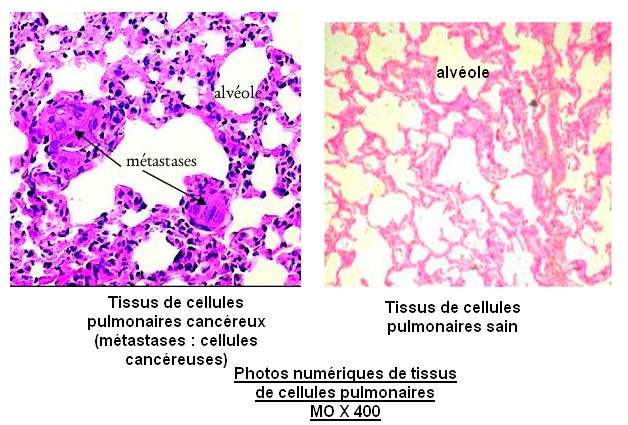 alvéole
métastases
alvéole
Tissus de cellules
pulmonaires cancéreux
(métastases : cellules
cancéreuses)
Tissus de cellules
pulmonaires sain
Photos numériques de tissus
de cellules pulmonaires
MO X 400